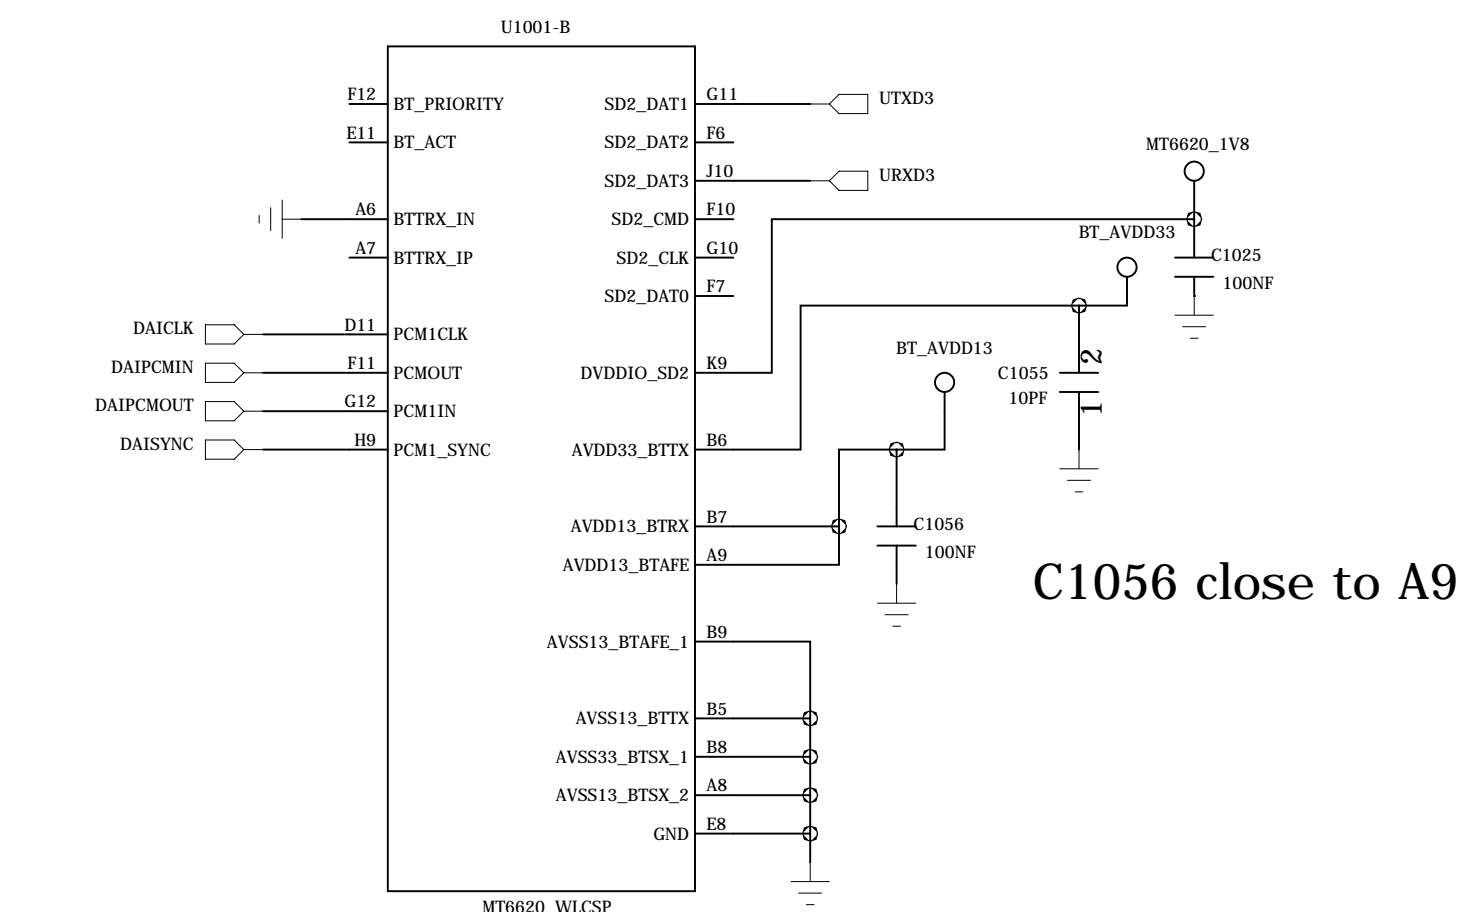 U1001-B
F12 BT_PRIORITY SD2_DAT1 G11 UTXD3
E11 BT_ACT SD2_DAT2 F6
MT6620_1V8
SD2_DAT3 J10 URXD3
A6 BTTRX_IN SD2_CMD F10
BT_AVDD33
A7 BTTRX_IP SD2_CLK G10 C1025
100NF
SD2_DAT0 F7
DAICLK D11 PCM1CLK
BT_AVDD13
DAIPCMIN F11 PCMOUT DVDDIO_SD2 K9 C1055 2
10PF
DAIPCMOUT G12 PCM1IN 1
DAISYNC H9 PCM1_SYNC AVDD33_BTTX B6
AVDD13_BTRX B7 C1056
100NF
AVDD13_BTAFE A9
C1056 close to A9
AVSS13_BTAFE_1 B9
AVSS13_BTTX B5
AVSS33_BTSX_1 B8
AVSS13_BTSX_2 A8
GND E8
MT6620_WLCSP